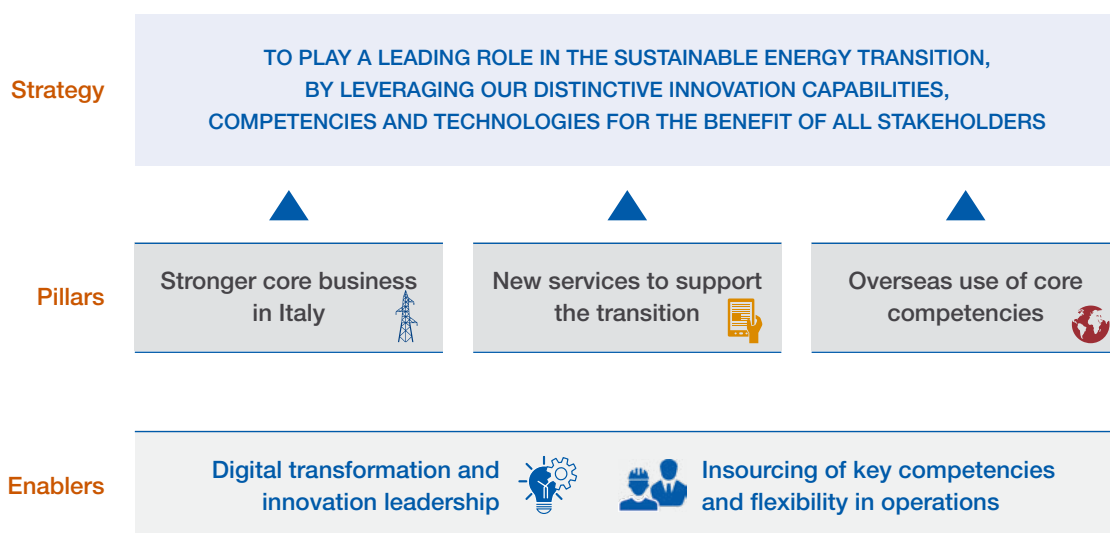 Strategy
TO PLAY A LEADING ROLE IN THE SUSTAINABLE ENERGY TRANSITION,
BY LEVERAGING OUR DISTINCTIVE INNOVATION CAPABILITIES,
COMPETENCIES AND TECHNOLOGIES FOR THE BENEFIT OF ALL STAKEHOLDERS
Pillars
Stronger core business
in Italy
New services to support
the transition
Overseas use of core
competencies
Enablers
Digital transformation and
innovation leadership
Insourcing of key competencies
and flexibility in operations